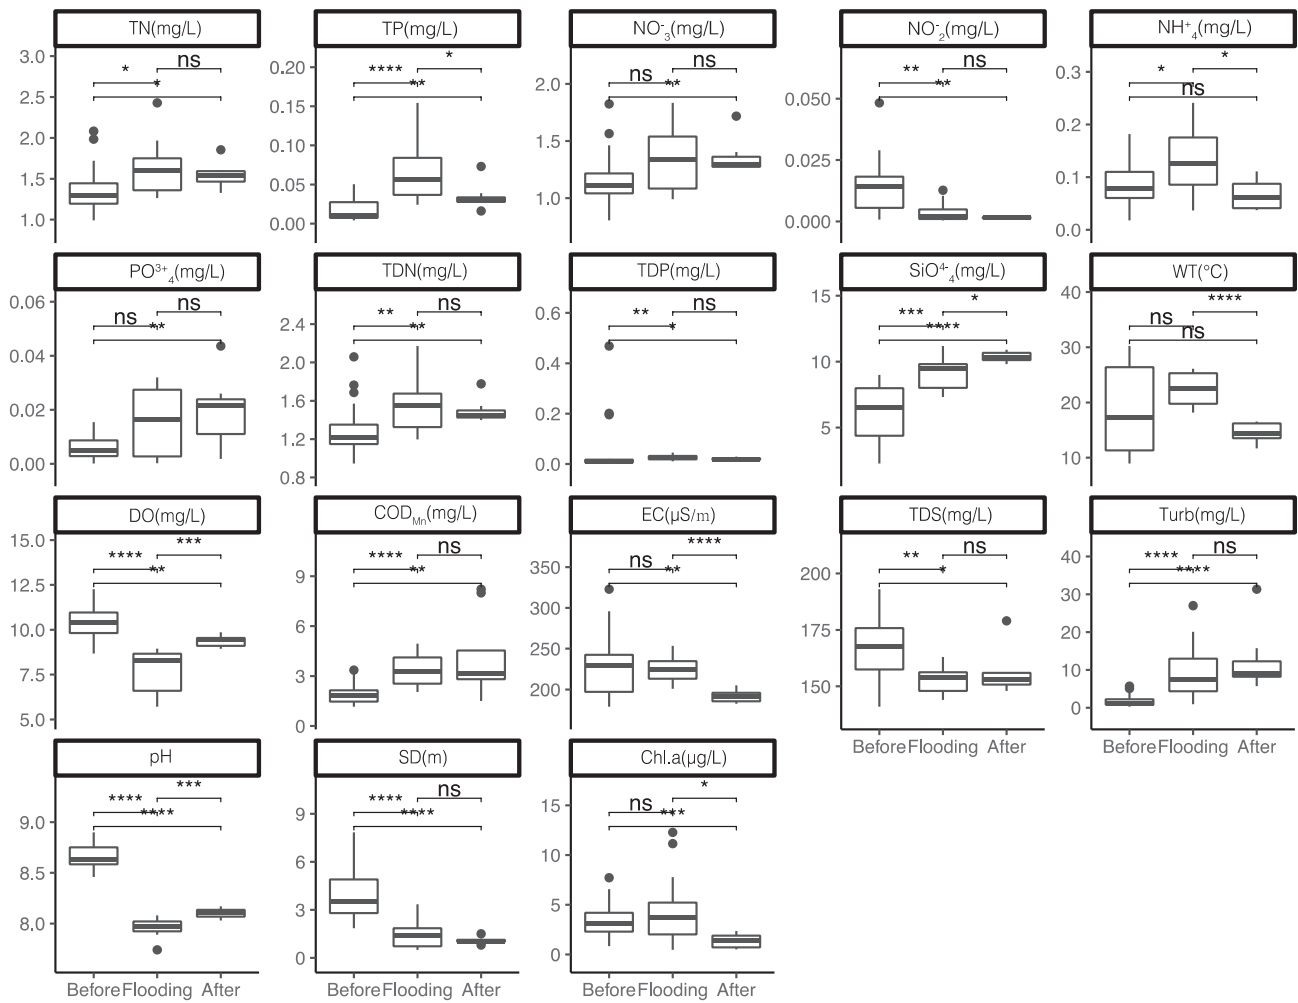 TN(mg/L) TP(mg/L) NO⁻₃(mg/L) NO⁻₂(mg/L) NH⁺₄(mg/L)
3.0 0.20 2.0 0.050 0.3
2.5 0.15 1.5 0.025 0.2
2.0 0.10 1.0 0.000 0.1
1.5 0.05 0.0
1.0 0.00
* ns * **** * ** ns ns ** ** ns ** * * ns
PO³⁺₄(mg/L) TDN(mg/L) TDP(mg/L) SiO⁴⁻₄(mg/L) WT(°C)
0.06 2.4 0.6 15 40
0.04 2.0 0.4 10 30
0.02 1.6 0.2 5 20
0.00 1.2 0.0 10
0.8
ns ns ** ** ns ** ** ns * *** * **** ns **** ns
DO(mg/L) COD_Mn(mg/L) EC(µS/m) TDS(mg/L) Turb(mg/L)
15.0 9 350 200 40
12.5 6 300 175 30
10.0 3 250 150 20
7.5 0 200 10
5.0 0
**** *** ** **** ns ** ns **** ** ** ns * **** ns ****
Before Flooding After Before Flooding After
pH SD(m) Chl.a(µg/L)
9.0 9 15
8.5 6 10
8.0 3 5
0 0
**** *** **** **** ns **** ns * ***
Before Flooding After Before Flooding After Before Flooding After